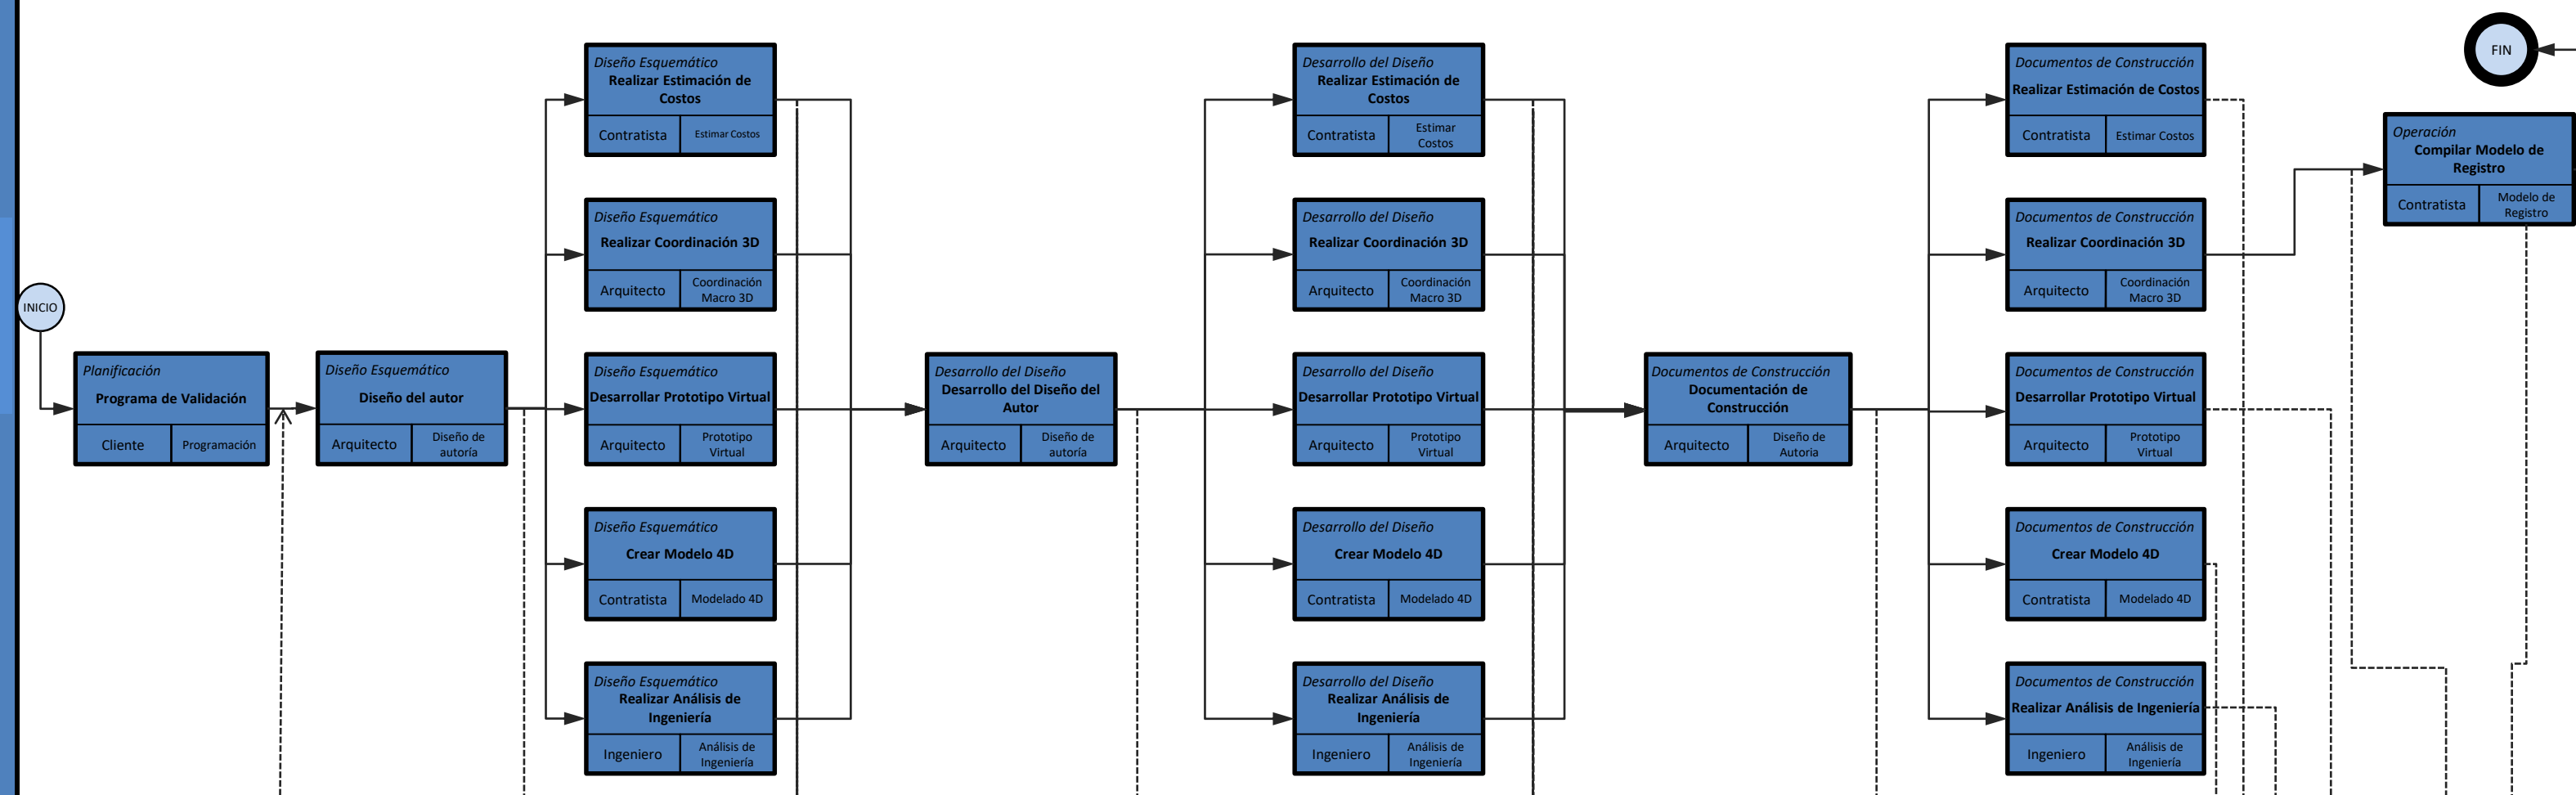 INICIO
Planificación
Programa de Validación
Cliente
Programación
Diseño Esquemático
Diseño del autor
Arquitecto
Diseño de
autoría
Diseño Esquemático
Realizar Estimación de
Costos
Contratista
Estimar Costos
Diseño Esquemático
Realizar Coordinación 3D
Arquitecto
Coordinación
Macro 3D
Diseño Esquemático
Desarrollar Prototipo Virtual
Arquitecto
Prototipo
Virtual
Diseño Esquemático
Crear Modelo 4D
Contratista
Modelado 4D
Diseño Esquemático
Realizar Análisis de
Ingeniería
Ingeniero
Análisis de
Ingeniería
Desarrollo del Diseño
Desarrollo del Diseño del
Autor
Arquitecto
Diseño de
autoría
Desarrollo del Diseño
Realizar Estimación de
Costos
Contratista
Estimar
Costos
Desarrollo del Diseño
Realizar Coordinación 3D
Arquitecto
Coordinación
Macro 3D
Desarrollo del Diseño
Desarrollar Prototipo Virtual
Arquitecto
Prototipo
Virtual
Desarrollo del Diseño
Crear Modelo 4D
Contratista
Modelado 4D
Desarrollo del Diseño
Realizar Análisis de
Ingeniería
Ingeniero
Análisis de
Ingeniería
Documentos de Construcción
Documentación de
Construcción
Arquitecto
Diseño de
Autoria
Documentos de Construcción
Realizar Estimación de Costos
Contratista
Estimar Costos
Documentos de Construcción
Realizar Coordinación 3D
Arquitecto
Coordinación
Macro 3D
Documentos de Construcción
Desarrollar Prototipo Virtual
Arquitecto
Prototipo
Virtual
Documentos de Construcción
Crear Modelo 4D
Contratista
Modelado 4D
Documentos de Construcción
Realizar Análisis de Ingeniería
Ingeniero
Análisis de
Ingeniería
Operación
Compilar Modelo de
Registro
Contratista
Modelo de
Registro
FIN